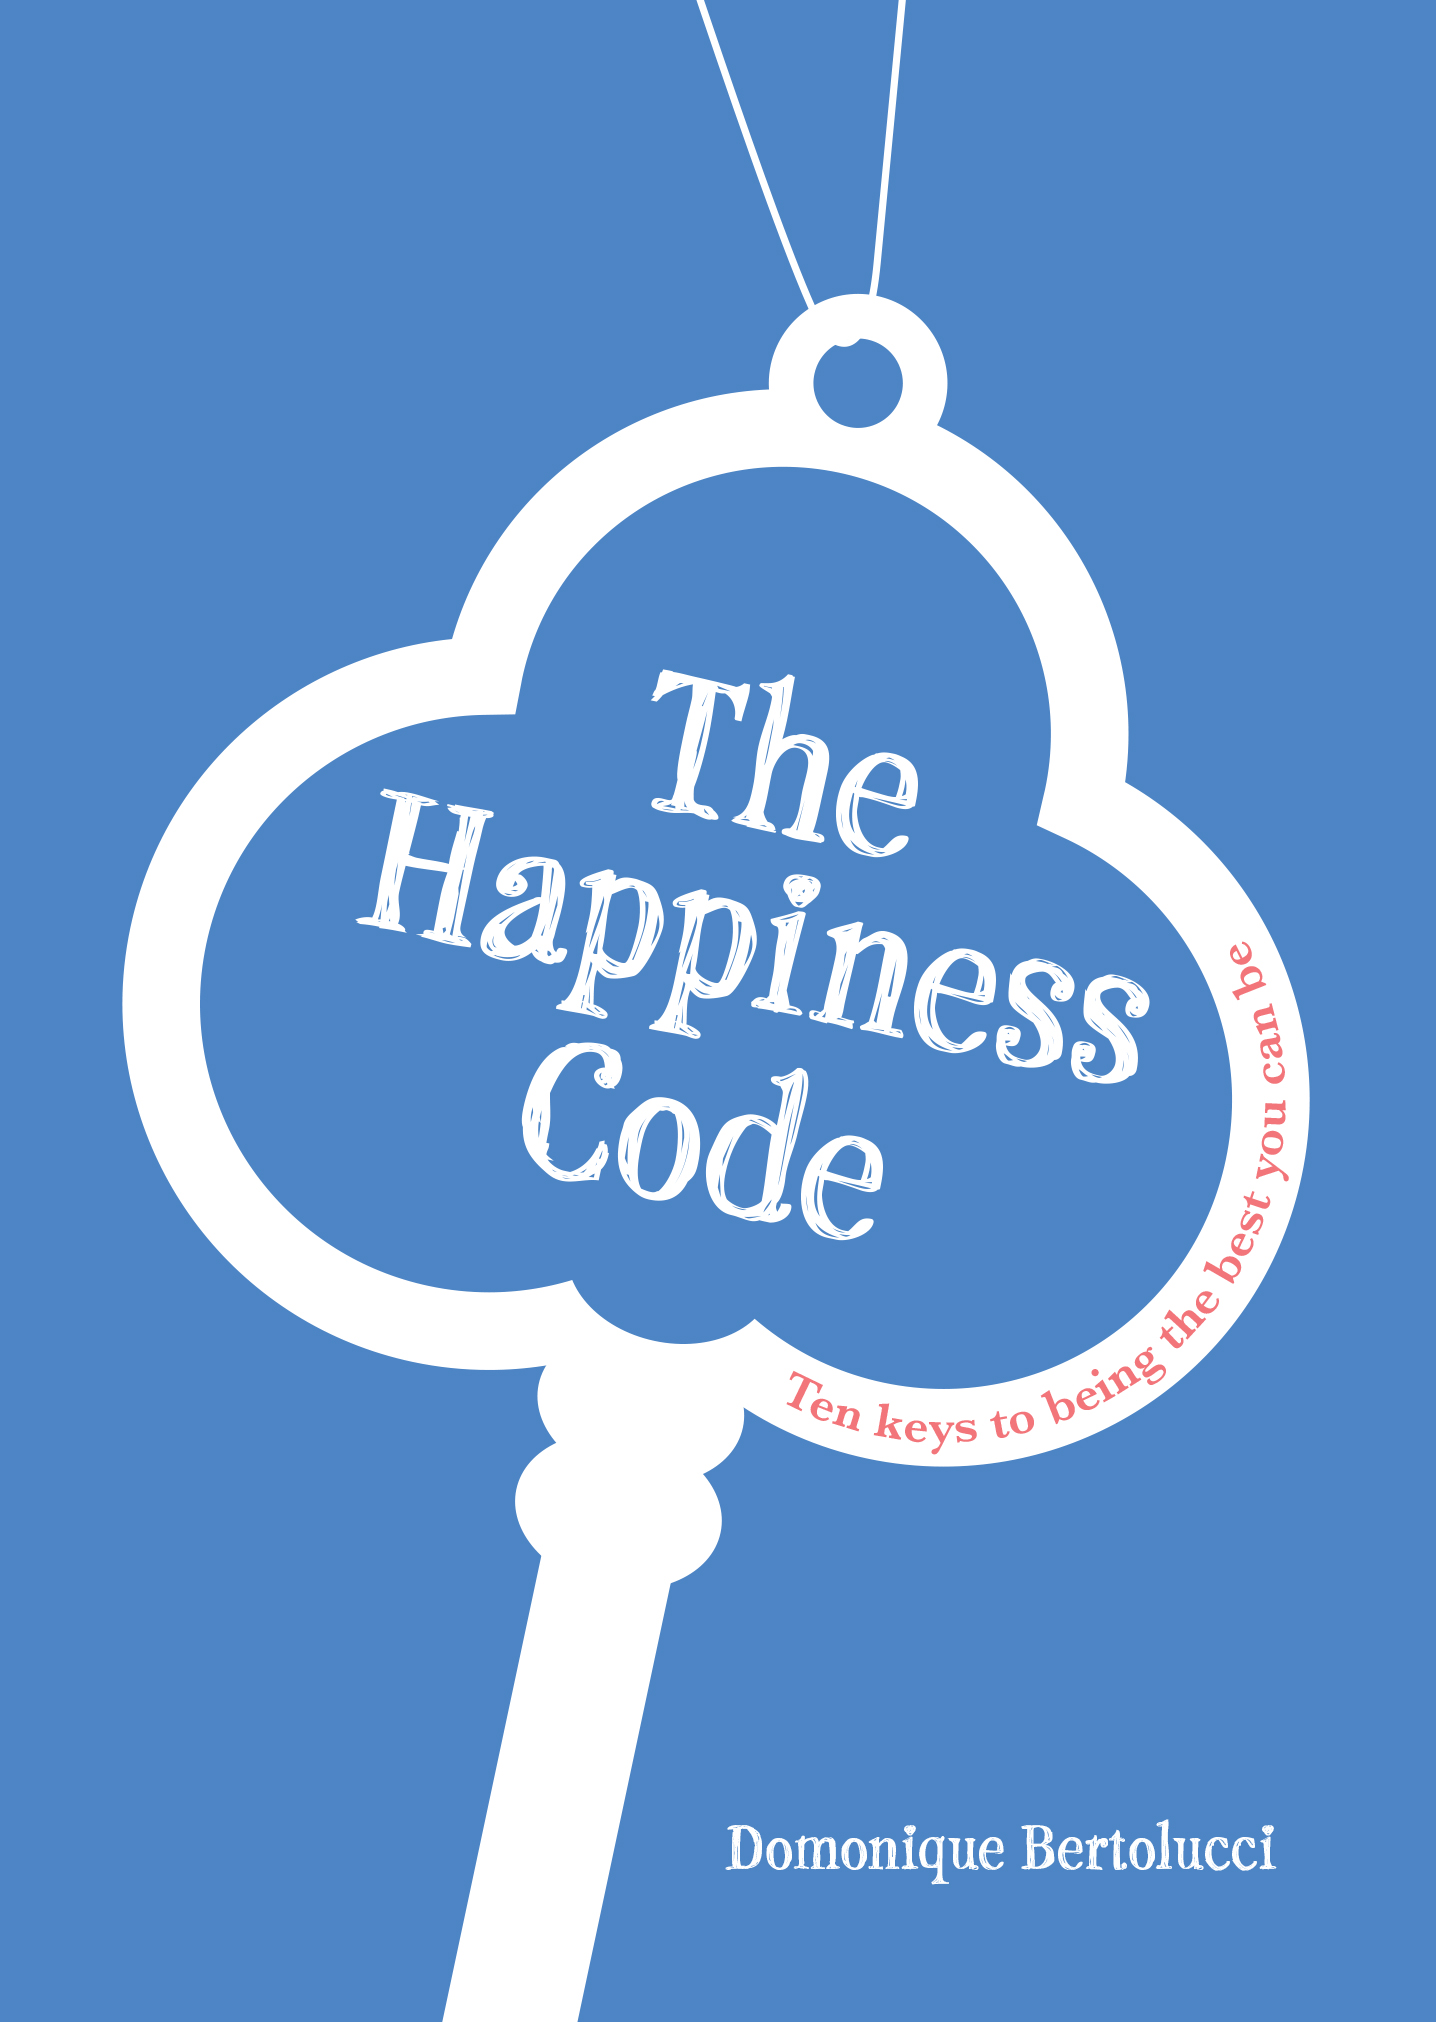 The
Happiness
Code
Ten keys to being the best you can be
Domonique Bertolucci